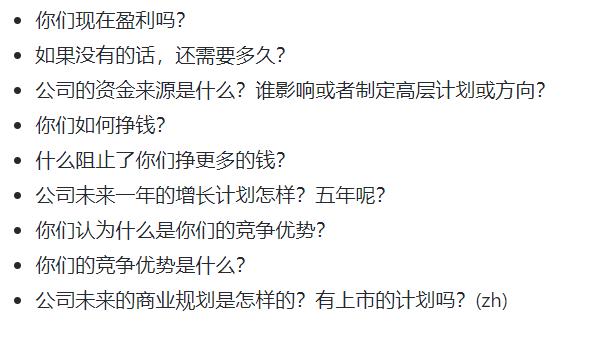 • 你们现在盈利吗？
• 如果没有的话，还需要多久？
• 公司的资金来源是什么？谁影响或者制定高层计划或方向？
• 你们如何挣钱？
• 什么阻止了你们挣更多的钱？
• 公司未来一年的增长计划怎样？五年呢？
• 你们认为什么是你们的竞争优势？
• 你们的竞争优势是什么？
• 公司未来的商业规划是怎样的？有上市的计划吗？(zh)